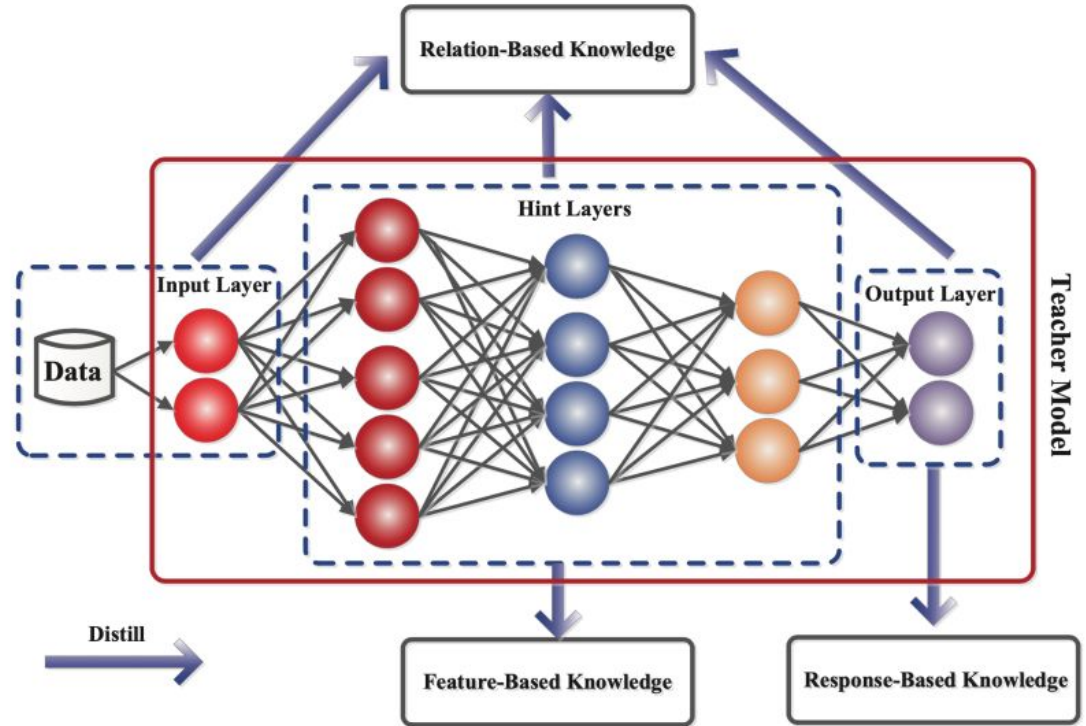 Relation-Based Knowledge
Hint Layers
Input Layer
Output Layer
Data
Teacher Model
Distill
Feature-Based Knowledge
Response-Based Knowledge